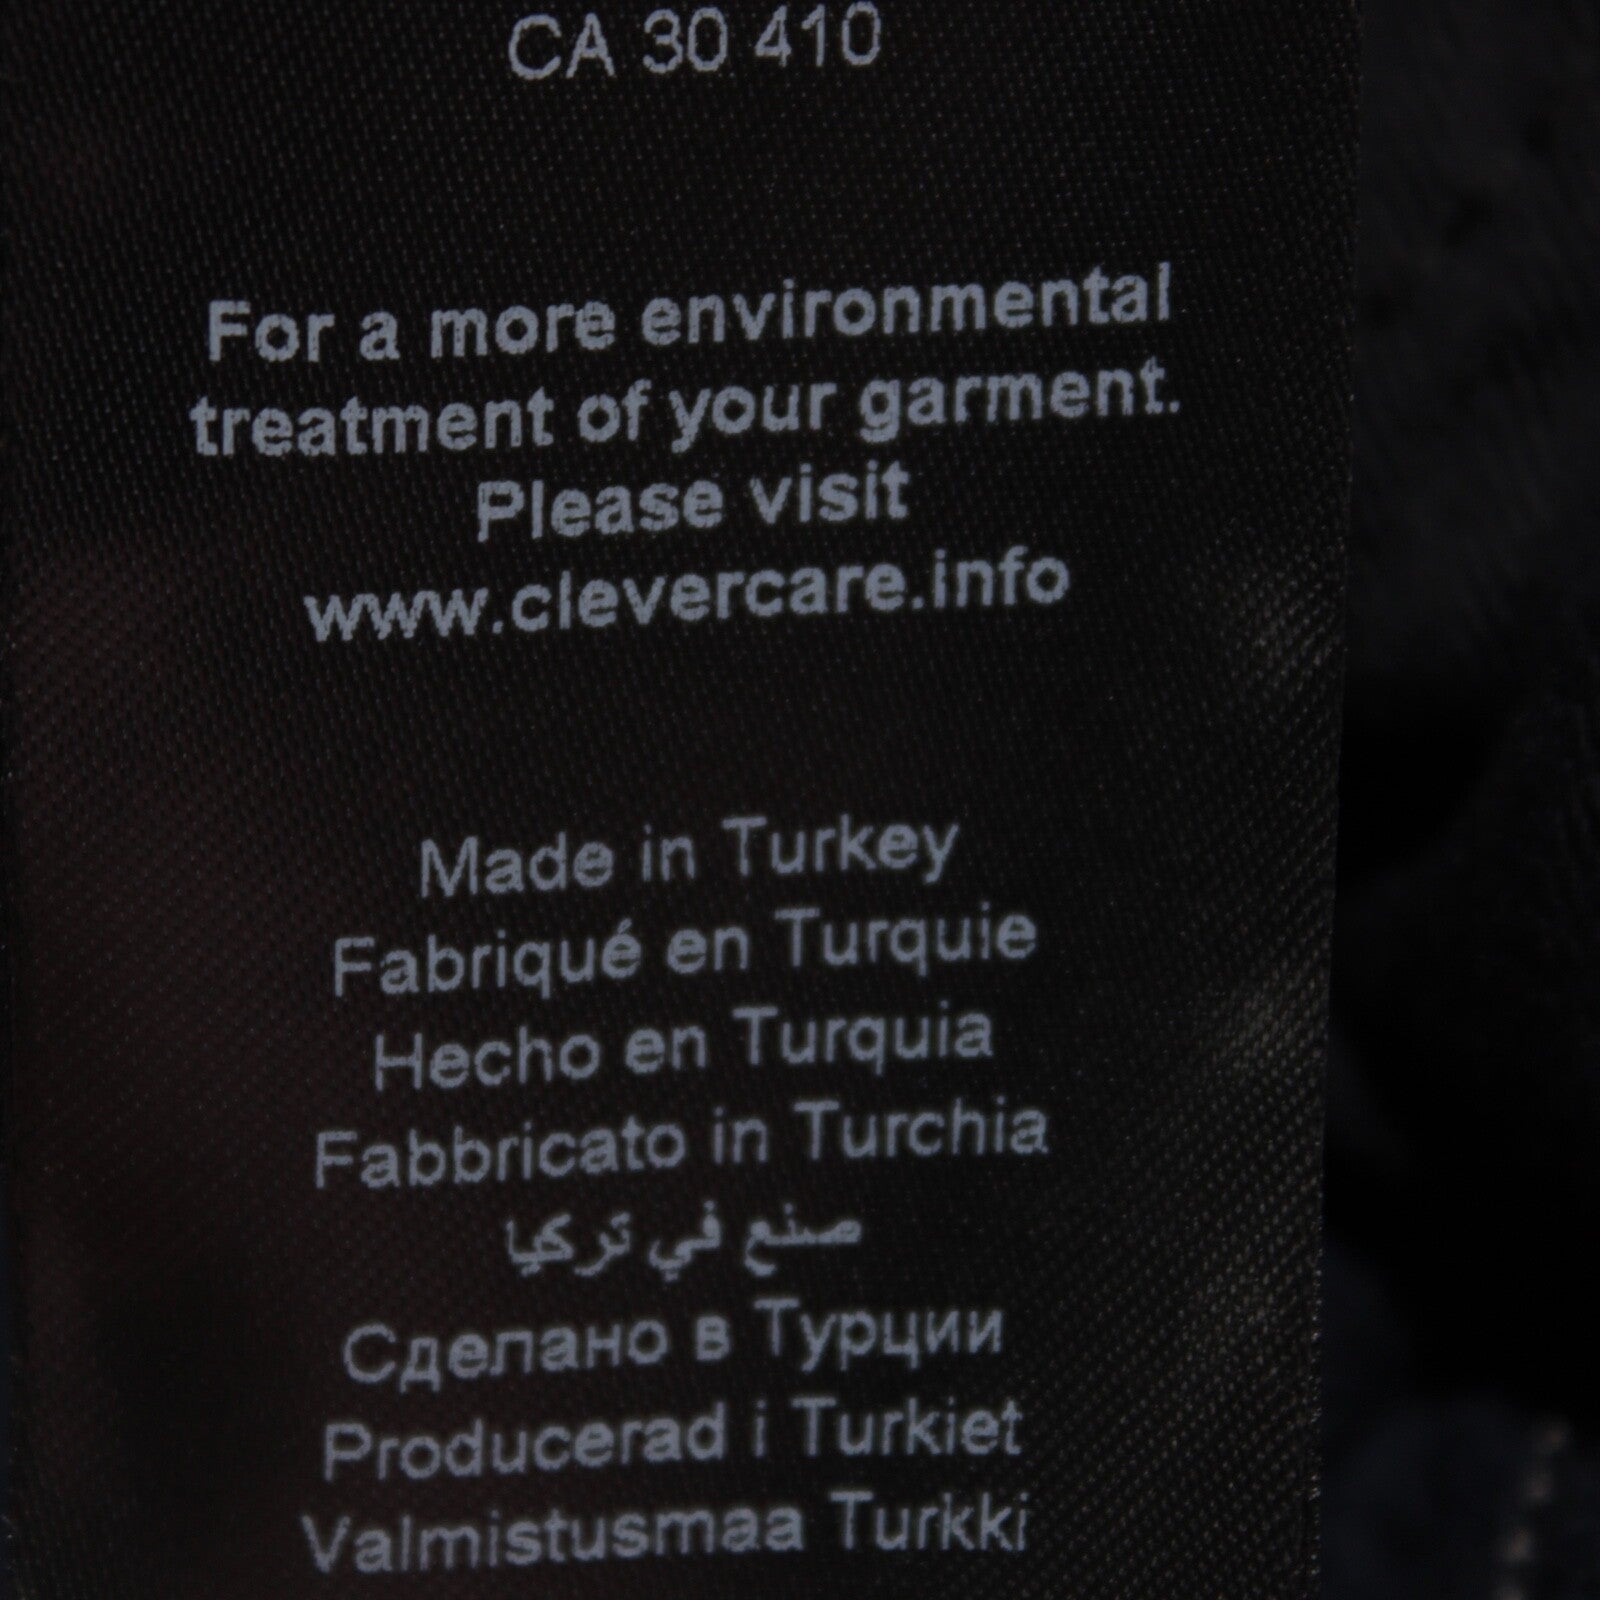 CA 30 410
For a more environmental
treatment of your garment.
Please visit
www.clevercare.info
Made in Turkey
Fabriqué en Turquie
Hecho en Turquia
Fabbricato in Turchia
صنع في تركيا
Сделано в Турции
Producerad i Turkiet
Valmistusmaa Turkki